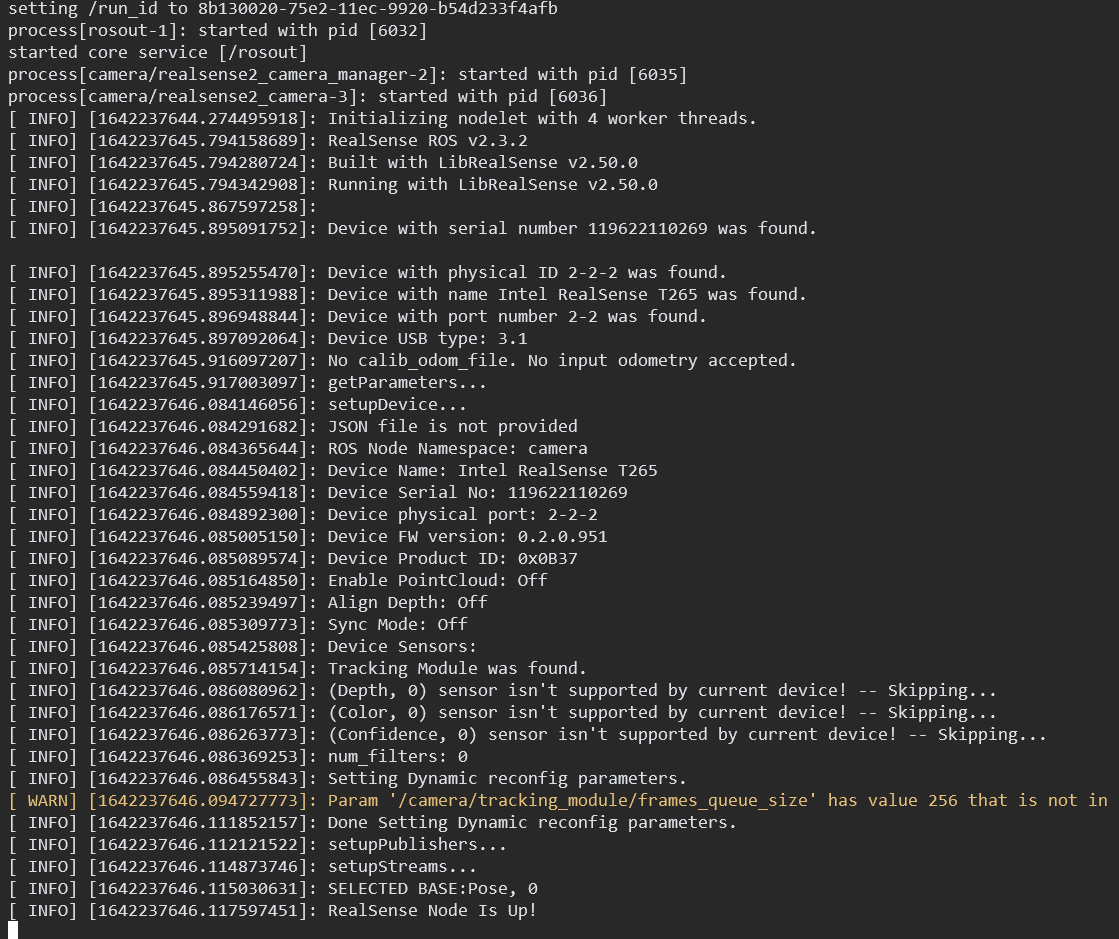 setting /run_id to 8b130020-75e2-11ec-9920-b54d233f4afb
process[rosout-1]: started with pid [6032]
started core service [/rosout]
process[camera/realsense2_camera_manager-2]: started with pid [6035]
process[camera/realsense2_camera-3]: started with pid [6036]
[ INFO] [1642237644.274495918]: Initializing nodelet with 4 worker threads.
[ INFO] [1642237645.794158689]: RealSense ROS v2.3.2
[ INFO] [1642237645.794280724]: Built with LibRealSense v2.50.0
[ INFO] [1642237645.794342908]: Running with LibRealSense v2.50.0
[ INFO] [1642237645.867597258]:
[ INFO] [1642237645.895091752]: Device with serial number 119622110269 was found.
[ INFO] [1642237645.895255470]: Device with physical ID 2-2-2 was found.
[ INFO] [1642237645.895311988]: Device with name Intel RealSense T265 was found.
[ INFO] [1642237645.896948844]: Device with port number 2-2 was found.
[ INFO] [1642237645.897092064]: Device USB type: 3.1
[ INFO] [1642237645.916097207]: No calib_odom_file. No input odometry accepted.
[ INFO] [1642237645.917003097]: getParameters...
[ INFO] [1642237646.084146056]: setupDevice...
[ INFO] [1642237646.084291682]: JSON file is not provided
[ INFO] [1642237646.084365644]: ROS Node Namespace: camera
[ INFO] [1642237646.084450402]: Device Name: Intel RealSense T265
[ INFO] [1642237646.084559418]: Device Serial No: 119622110269
[ INFO] [1642237646.084892300]: Device physical port: 2-2-2
[ INFO] [1642237646.085005150]: Device FW version: 0.2.0.951
[ INFO] [1642237646.085089574]: Device Product ID: 0x0B37
[ INFO] [1642237646.085164850]: Enable PointCloud: Off
[ INFO] [1642237646.085239497]: Align Depth: Off
[ INFO] [1642237646.085309773]: Sync Mode: Off
[ INFO] [1642237646.085425808]: Device Sensors:
[ INFO] [1642237646.085714154]: Tracking Module was found.
[ INFO] [1642237646.086080962]: (Depth, 0) sensor isn't supported by current device! -- Skipping...
[ INFO] [1642237646.086176571]: (Color, 0) sensor isn't supported by current device! -- Skipping...
[ INFO] [1642237646.086263773]: (Confidence, 0) sensor isn't supported by current device! -- Skipping...
[ INFO] [1642237646.086369253]: num_filters: 0
[ INFO] [1642237646.086455843]: Setting Dynamic reconfig parameters.
[ WARN] [1642237646.094727773]: Param '/camera/tracking_module/frames_queue_size' has value 256 that is not in
[ INFO] [1642237646.111852157]: Done Setting Dynamic reconfig parameters.
[ INFO] [1642237646.112121522]: setupPublishers...
[ INFO] [1642237646.114873746]: setupStreams...
[ INFO] [1642237646.115030631]: SELECTED BASE:Pose, 0
[ INFO] [1642237646.117597451]: RealSense Node Is Up!